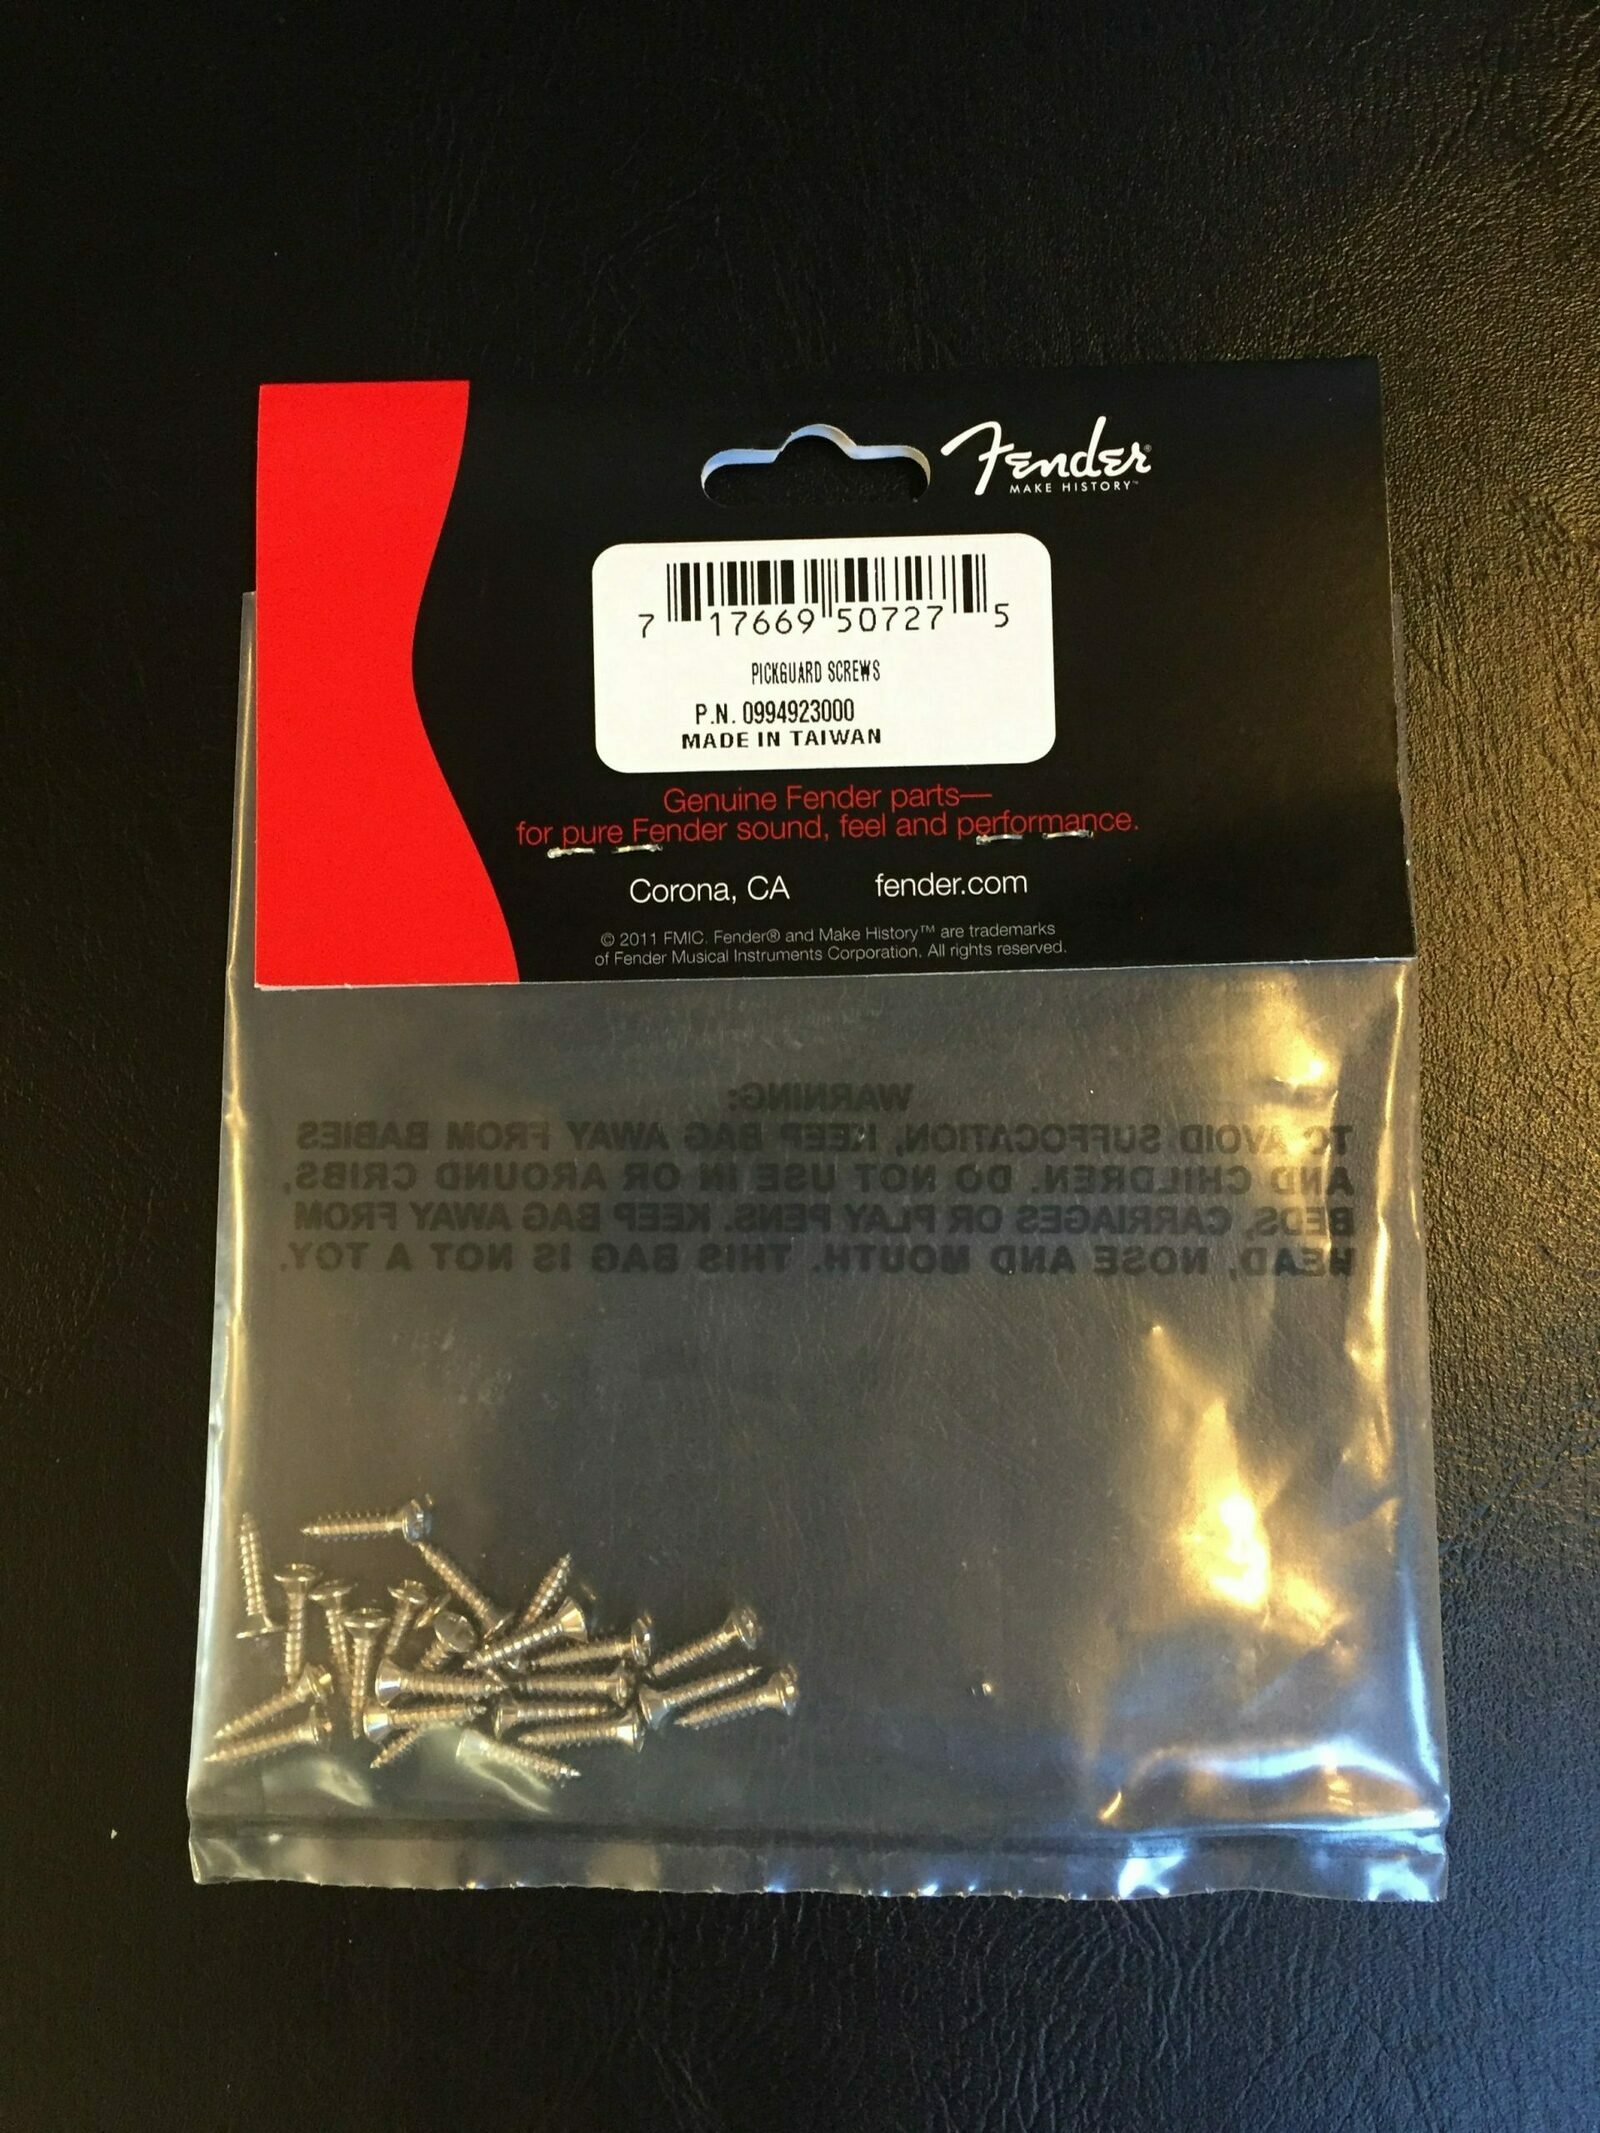 Fender®
MAKE HISTORY™
7 17669 50727 5
PICKGUARD SCREWS
P.N. 0994923000
MADE IN TAIWAN
Genuine Fender parts—
for pure Fender sound, feel and performance.
Corona, CA fender.com
© 2011 FMIC. Fender® and Make History™ are trademarks
of Fender Musical Instruments Corporation. All rights reserved.
WARNING:
TO AVOID SUFFOCATION, KEEP BAG AWAY FROM BABIES
AND CHILDREN. DO NOT USE IN OR AROUND CRIBS,
BEDS, CARRIAGES OR PLAY PENS. KEEP BAG AWAY FROM
HEAD, NOSE AND MOUTH. THIS BAG IS NOT A TOY.